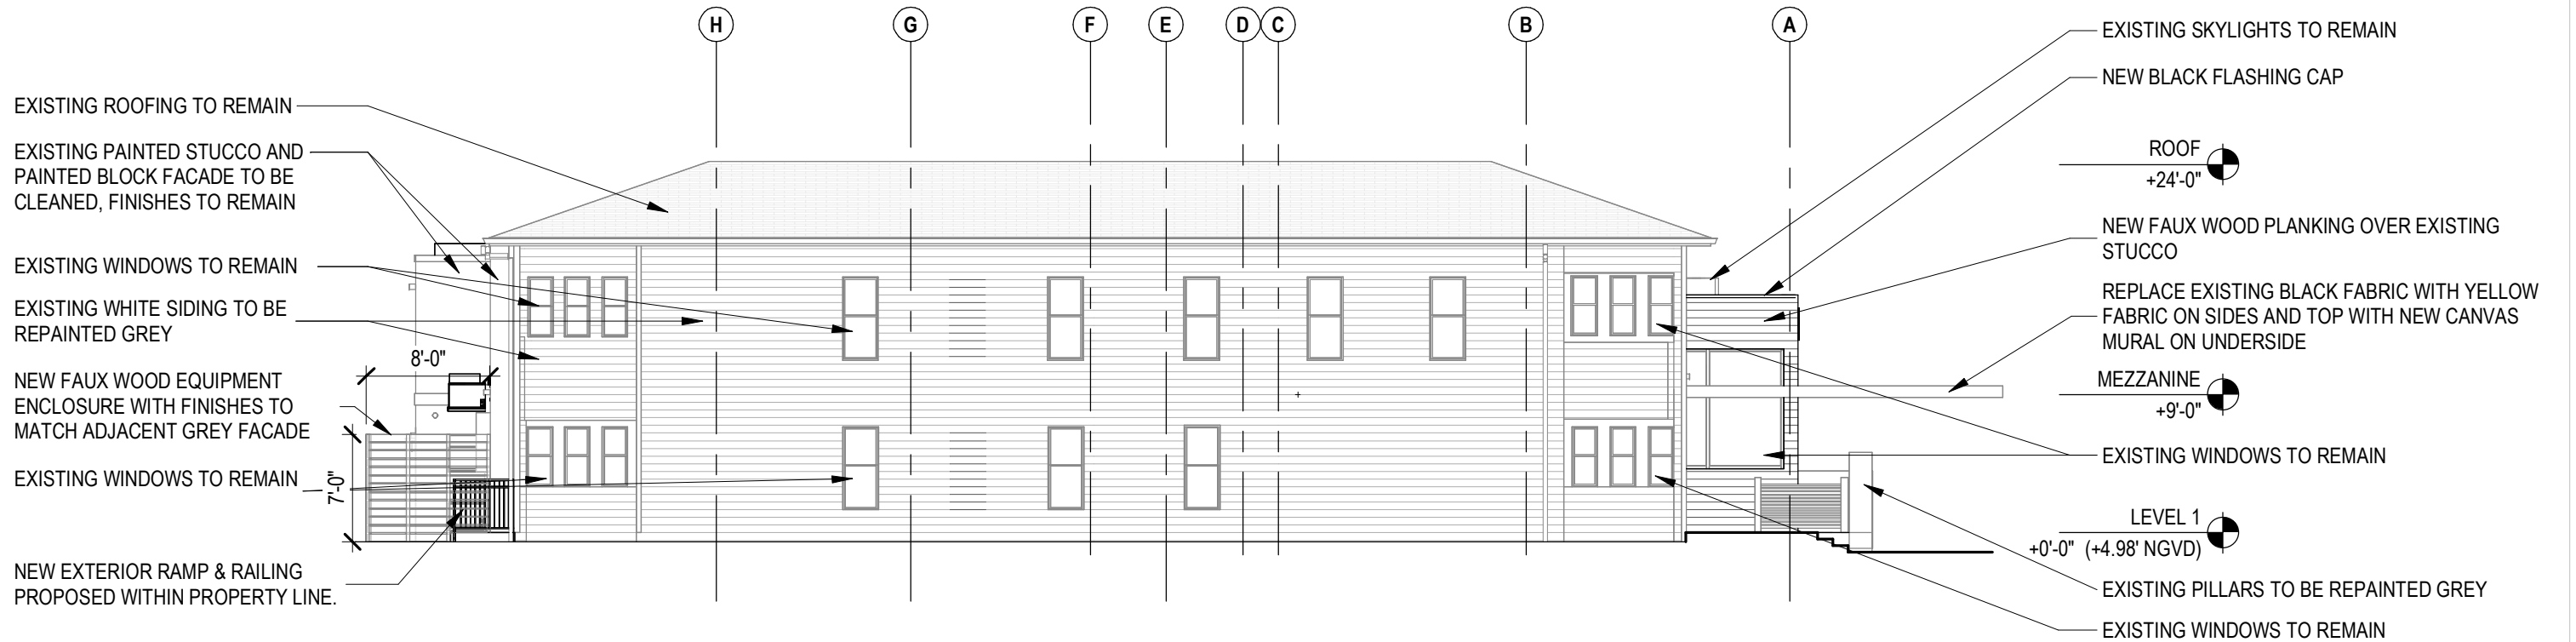 H
G
F
E
D
C
B
A
EXISTING ROOFING TO REMAIN
EXISTING PAINTED STUCCO AND
PAINTED BLOCK FACADE TO BE
CLEANED, FINISHES TO REMAIN
EXISTING WINDOWS TO REMAIN
EXISTING WHITE SIDING TO BE
REPAINTED GREY
8'-0"
NEW FAUX WOOD EQUIPMENT
ENCLOSURE WITH FINISHES TO
MATCH ADJACENT GREY FACADE
EXISTING WINDOWS TO REMAIN
7'-0"
NEW EXTERIOR RAMP & RAILING
PROPOSED WITHIN PROPERTY LINE.
EXISTING SKYLIGHTS TO REMAIN
NEW BLACK FLASHING CAP
ROOF
+24'-0"
NEW FAUX WOOD PLANKING OVER EXISTING
STUCCO
REPLACE EXISTING BLACK FABRIC WITH YELLOW
FABRIC ON SIDES AND TOP WITH NEW CANVAS
MURAL ON UNDERSIDE
MEZZANINE
+9'-0"
EXISTING WINDOWS TO REMAIN
LEVEL 1
+0'-0" (+4.98' NGVD)
EXISTING PILLARS TO BE REPAINTED GREY
EXISTING WINDOWS TO REMAIN